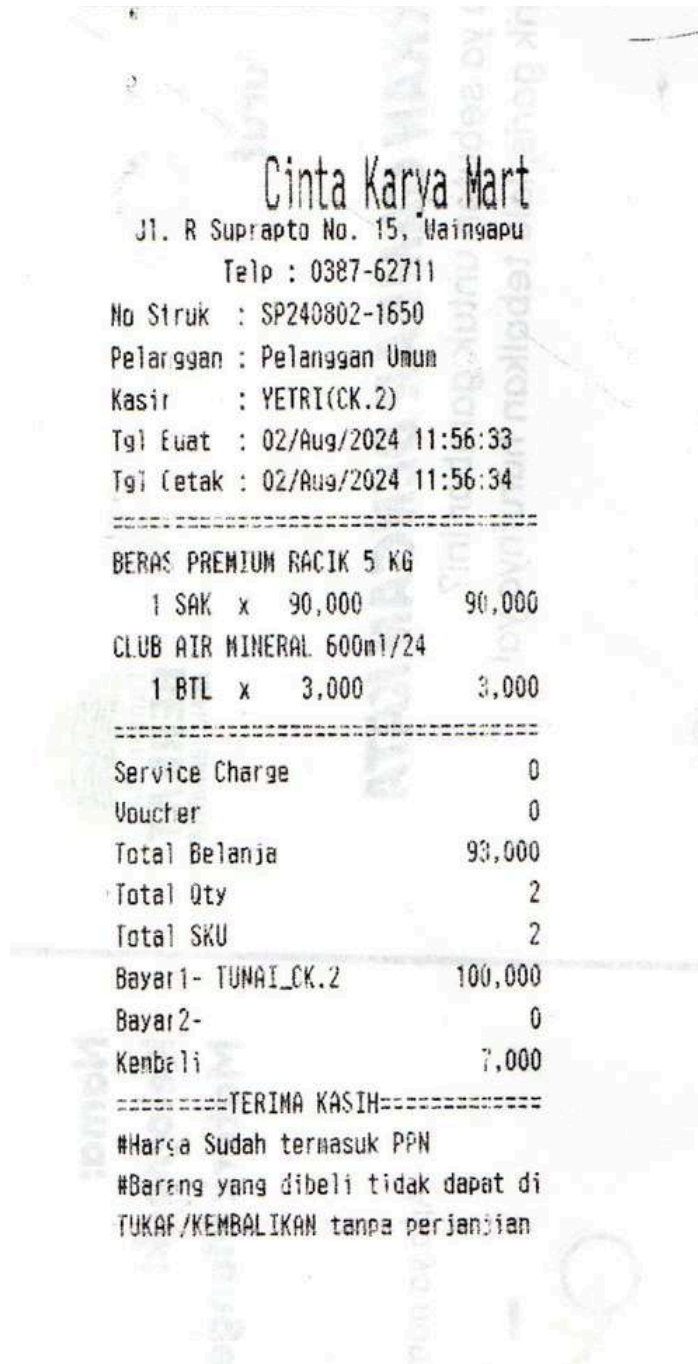 Cinta Karya Mart
Jl. R Suprapto No. 15, Waingapu
Telp : 0387-62711
No Struk : SP240802-1650
Pelanggan : Pelanggan Umum
Kasir : YETRI(CK.2)
Tgl Buat : 02/Aug/2024 11:56:33
Tgl Cetak : 02/Aug/2024 11:56:34
======================================
BERAS PREMIUM RACIK 5 KG
1 SAK x 90,000 90,000
CLUB AIR MINERAL 600ml/24
1 BTL x 3,000 3,000
======================================
Service Charge 0
Voucher 0
Total Belanja 93,000
Total Qty 2
Total SKU 2
Bayar1- TUNAI_CK.2 100,000
Bayar2- 0
Kembali 7,000
==========TERIMA KASIH==============
#Harga Sudah termasuk PPN
#Barang yang dibeli tidak dapat di
TUKAR/KEMBALIKAN tanpa perjanjian